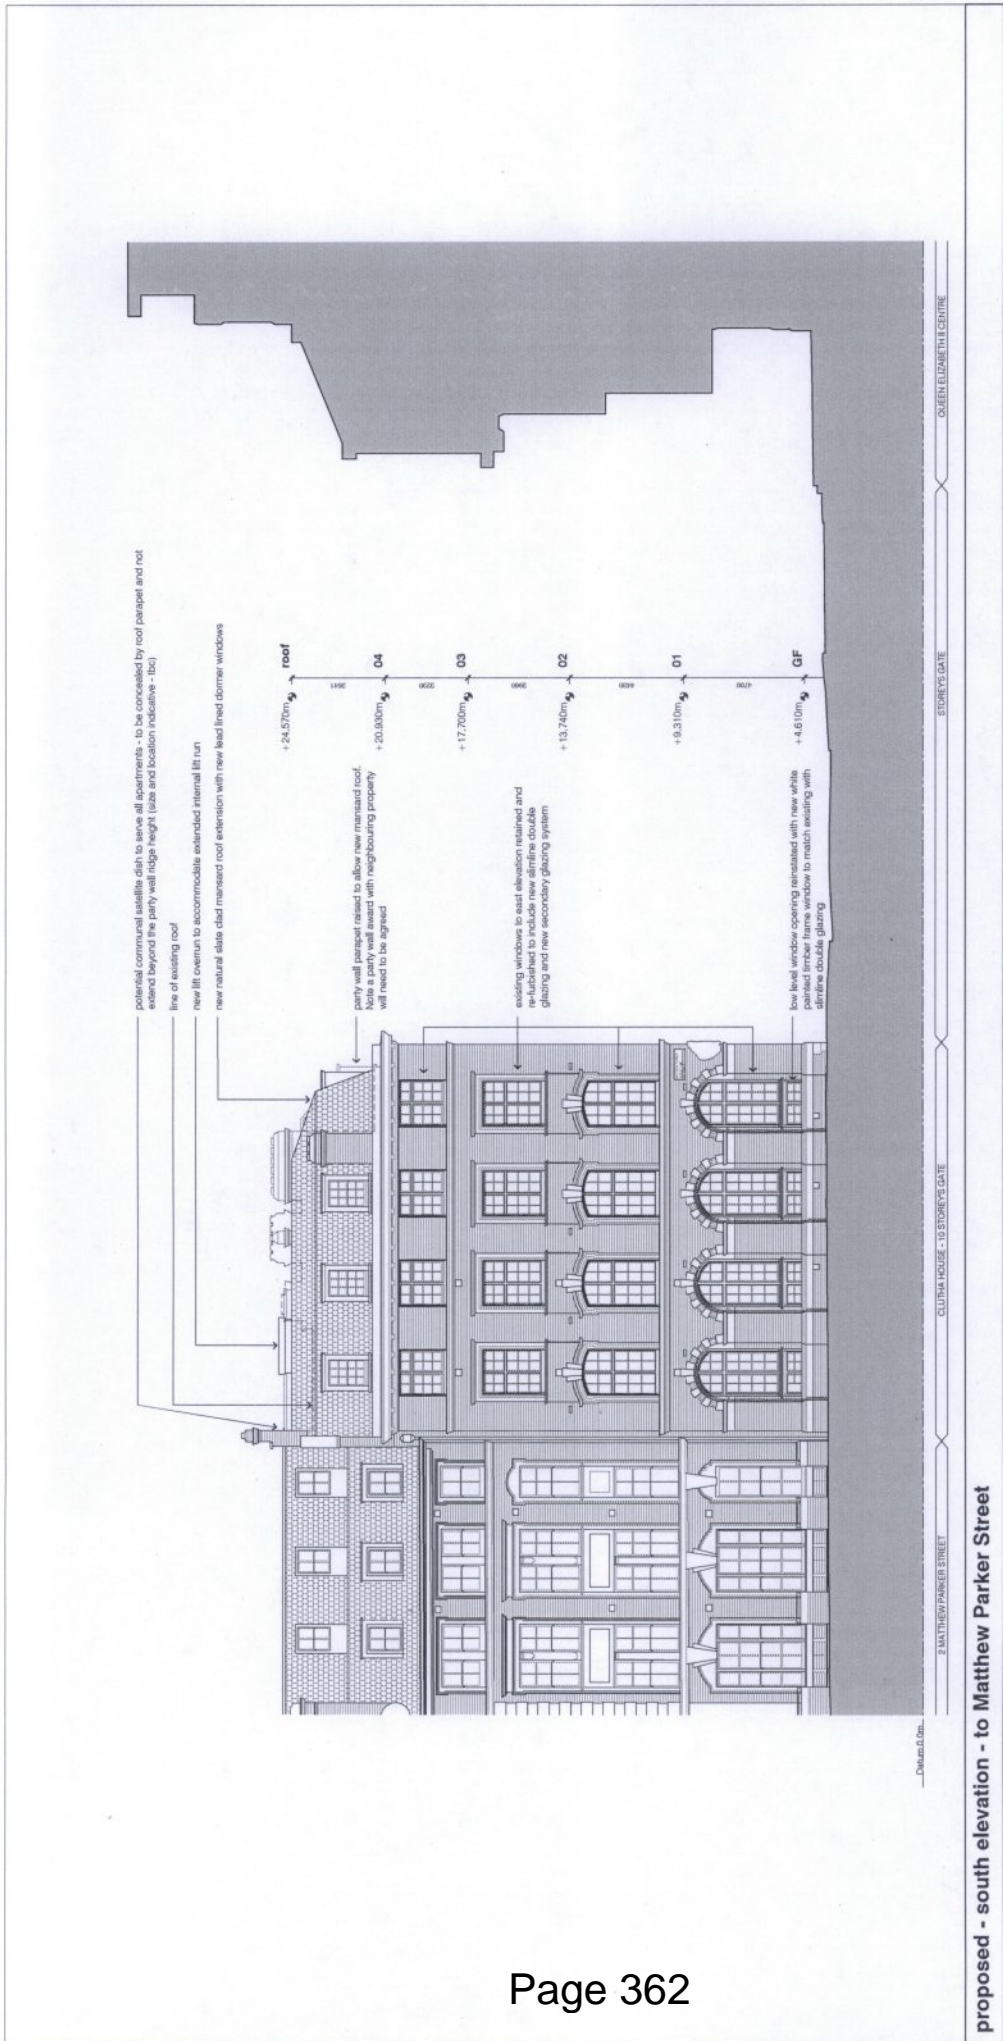 potential communal satellite dish to serve all apartments - to be concealed by roof parapet and not
extend beyond the party wall ridge height (size and location indicative - tbc)
line of existing roof
new lift overrun to accommodate extended internal lift run
new natural slate clad mansard roof extension with new lead lined dormer windows
party wall parapet raised to allow new mansard roof.
Note a party wall award with neighbouring property
will need to be agreed
existing windows to east elevation retained and
re-furbished to include new slimline double
glazing and new secondary glazing system
low level window opening reinstated with new white
painted timber frame window to match existing with
slimline double glazing
+24.570m
roof
+20.930m
04
3230
+17.700m
03
+13.740m
02
+9.310m
01
4700
+4.610m
GF
Datum 0.0m
2 MATTHEW PARKER STREET
CLUTHA HOUSE - 10 STOREY'S GATE
STOREY'S GATE
QUEEN ELIZABETH II CENTRE
proposed - south elevation - to Matthew Parker Street
Page 362